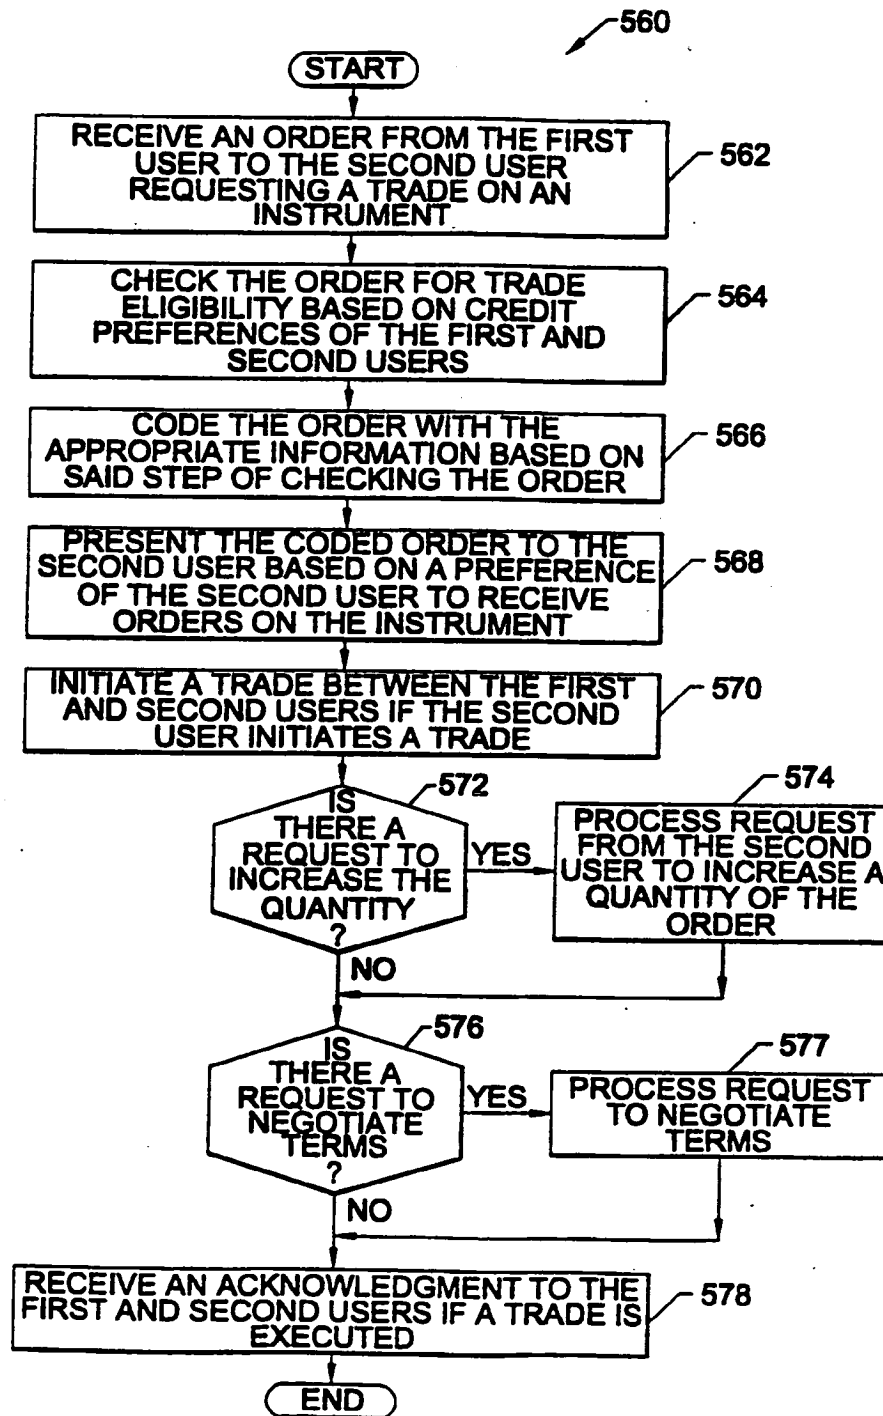 560
START
RECEIVE AN ORDER FROM THE FIRST
USER TO THE SECOND USER
REQUESTING A TRADE ON AN
INSTRUMENT
562
CHECK THE ORDER FOR TRADE
ELIGIBILITY BASED ON CREDIT
PREFERENCES OF THE FIRST AND
SECOND USERS
564
CODE THE ORDER WITH THE
APPROPRIATE INFORMATION BASED ON
SAID STEP OF CHECKING THE ORDER
566
PRESENT THE CODED ORDER TO THE
SECOND USER BASED ON A PREFERENCE
OF THE SECOND USER TO RECEIVE
ORDERS ON THE INSTRUMENT
568
INITIATE A TRADE BETWEEN THE FIRST
AND SECOND USERS IF THE SECOND
USER INITIATES A TRADE
570
572
IS
THERE A
REQUEST TO
INCREASE THE
QUANTITY
?
YES
NO
574
PROCESS REQUEST
FROM THE SECOND
USER TO INCREASE A
QUANTITY OF THE
ORDER
576
IS
THERE A
REQUEST TO
NEGOTIATE
TERMS
?
YES
NO
577
PROCESS REQUEST
TO NEGOTIATE
TERMS
RECEIVE AN ACKNOWLEDGMENT TO THE
FIRST AND SECOND USERS IF A TRADE IS
EXECUTED
578
END